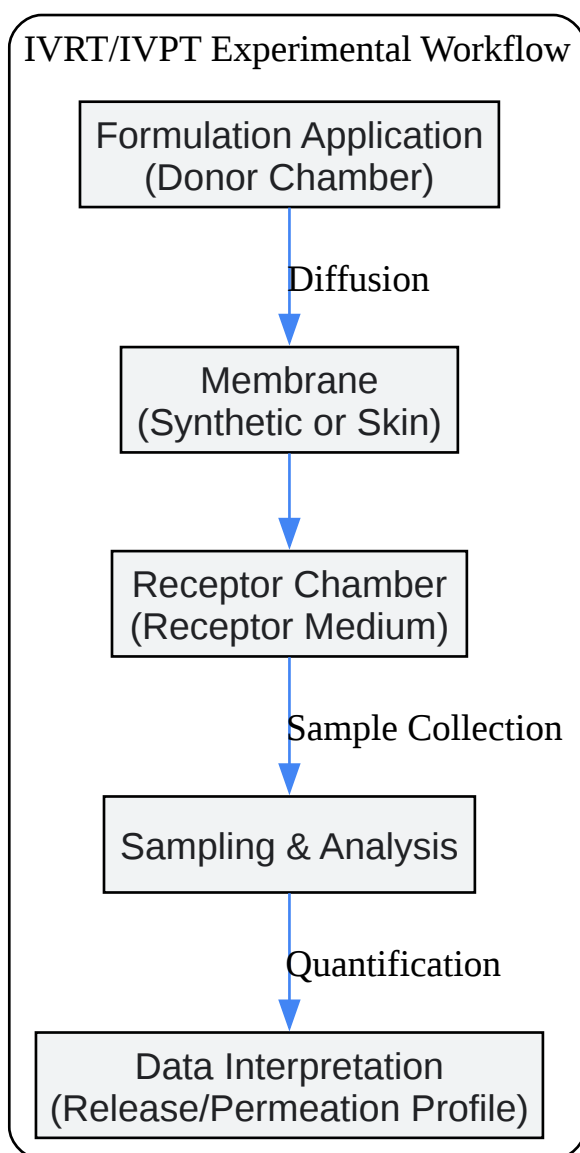 IVRT/IVPT Experimental Workflow
Formulation Application
(Donor Chamber)
Diffusion
Membrane
(Synthetic or Skin)
Receptor Chamber
(Receptor Medium)
Sample Collection
Sampling & Analysis
Quantification
Data Interpretation
(Release/Permeation Profile)